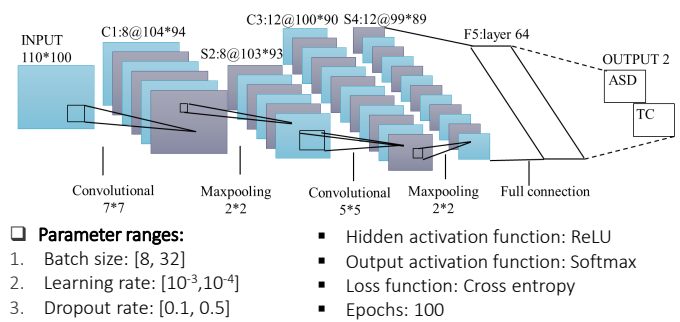 INPUT
110*100
C1:8@104*94
S2:8@103*93
C3:12@100*90
S4:12@99*89
F5:layer 64
OUTPUT 2
ASD
TC
Convolutional
7*7
Maxpooling
2*2
Convolutional
5*5
Maxpooling
2*2
Full connection
❑ Parameter ranges:
1. Batch size: [8, 32]
2. Learning rate: [10⁻³,10⁻⁴]
3. Dropout rate: [0.1, 0.5]
▪ Hidden activation function: ReLU
▪ Output activation function: Softmax
▪ Loss function: Cross entropy
▪ Epochs: 100